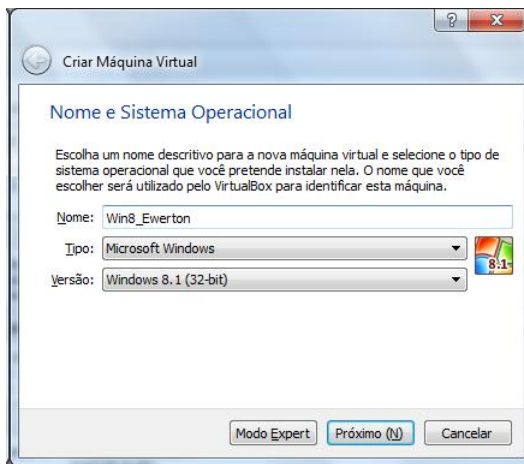 Criar Máquina Virtual
Nome e Sistema Operacional
Escolha um nome descritivo para a nova máquina virtual e selecione o tipo de
sistema operacional que você pretende instalar nela. O nome que você
escolher será utilizado pelo VirtualBox para identificar esta máquina.
Nome: Win8_Ewerton
Tipo: Microsoft Windows
8.1
Versão: Windows 8.1 (32-bit)
Modo Expert Próximo (N) Cancelar